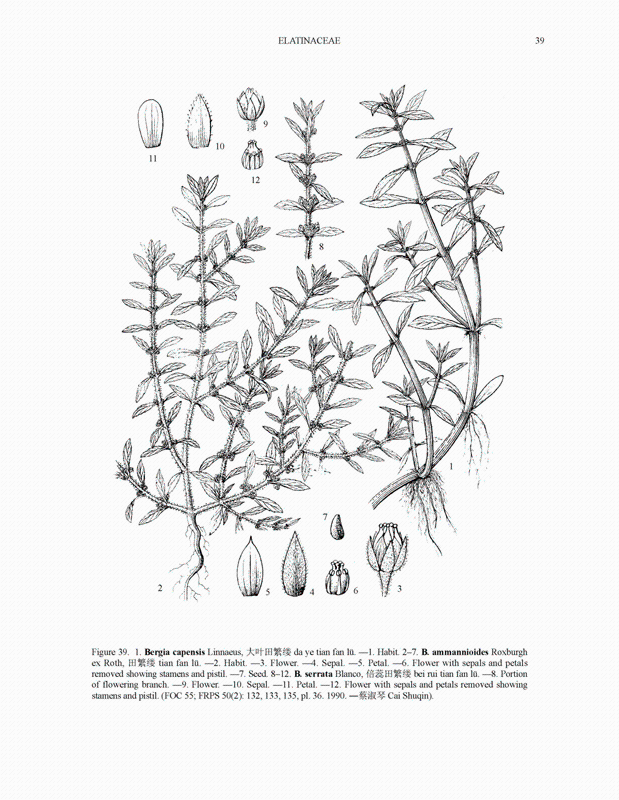 ELATINACEAE 39
11
10
9
12
8
1
7
2
5
4
6
3
Figure 39. 1. Bergia capensis Linnaeus, 大叶田繁缕 da ye tian fan lü. —1. Habit. 2–7. B. ammannioides Roxburgh
ex Roth, 田繁缕 tian fan lü. —2. Habit. —3. Flower. —4. Sepal. —5. Petal. —6. Flower with sepals and petals
removed showing stamens and pistil. —7. Seed. 8–12. B. serrata Blanco, 倍蕊田繁缕 bei rui tian fan lü. —8. Portion
of flowering branch. —9. Flower. —10. Sepal. —11. Petal. —12. Flower with sepals and petals removed showing
stamens and pistil. (FOC 55; FRPS 50(2): 132, 133, 135, pl. 36. 1990. —蔡淑琴 Cai Shuqin).